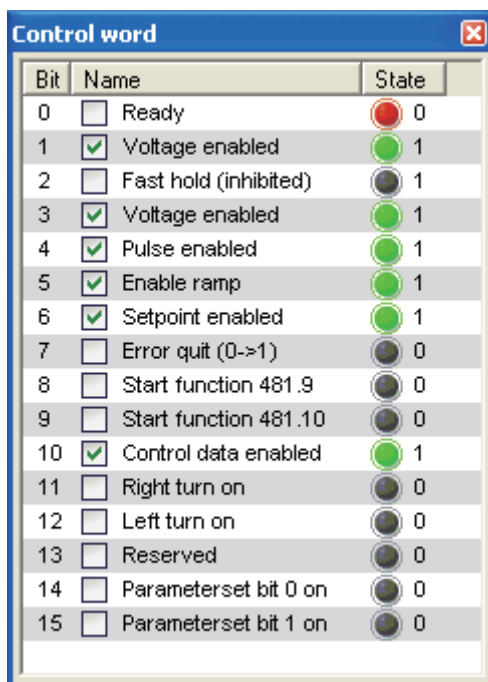 Control word
Bit Name State
0 Ready 0
1 Voltage enabled 1
2 Fast hold (inhibited) 1
3 Voltage enabled 1
4 Pulse enabled 1
5 Enable ramp 1
6 Setpoint enabled 1
7 Error quit (0->1) 0
8 Start function 481.9 0
9 Start function 481.10 0
10 Control data enabled 1
11 Right turn on 0
12 Left turn on 0
13 Reserved 0
14 Parameterset bit 0 on 0
15 Parameterset bit 1 on 0